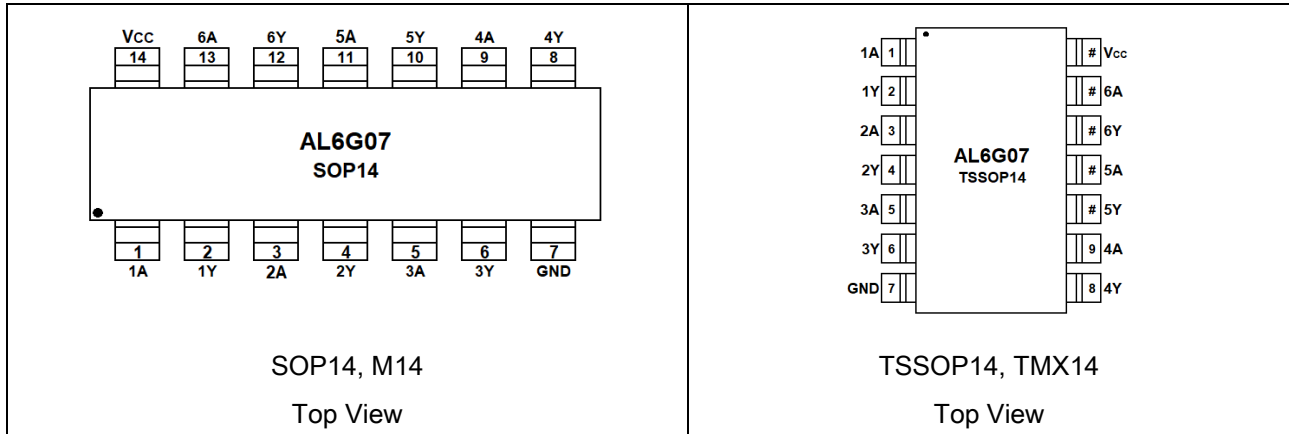 Vcc 6A 6Y 5A 5Y 4A 4Y
14 13 12 11 10 9 8
AL6G07
SOP14
1 2 3 4 5 6 7
1A 1Y 2A 2Y 3A 3Y GND
SOP14, M14
Top View
1A 1 # Vcc
1Y 2 # 6A
2A 3 # 6Y
AL6G07
2Y 4 # 5A
TSSOP14
3A 5 # 5Y
3Y 6 9 4A
GND 7 8 4Y
TSSOP14, TMX14
Top View